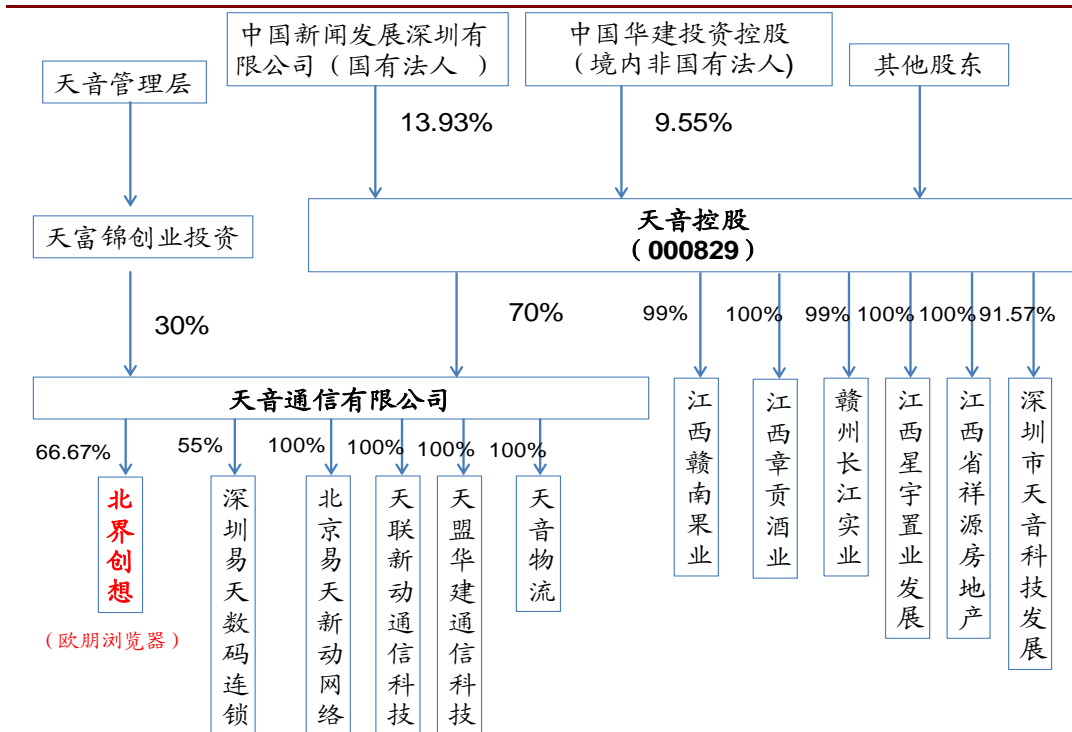 中国新闻发展深圳有
限公司（国有法人 ）
中国华建投资控股
（境内非国有法人)
其他股东
天音管理层
13.93%
9.55%
天富锦创业投资
天音控股
（000829）
30%
70%
99%
100%
99%
100%
100%
91.57%
天音通信有限公司
江西赣南果业
江西章贡酒业
赣州长江实业
江西星宇置业发展
江西省祥源房地产
深圳市天音科技发展
66.67%
55%
100%
100%
100%
100%
北界创想
（欧朋浏览器）
深圳易天数码连锁
北京易天新动网络
天联新动通信科技
天盟华建通信科技
天音物流